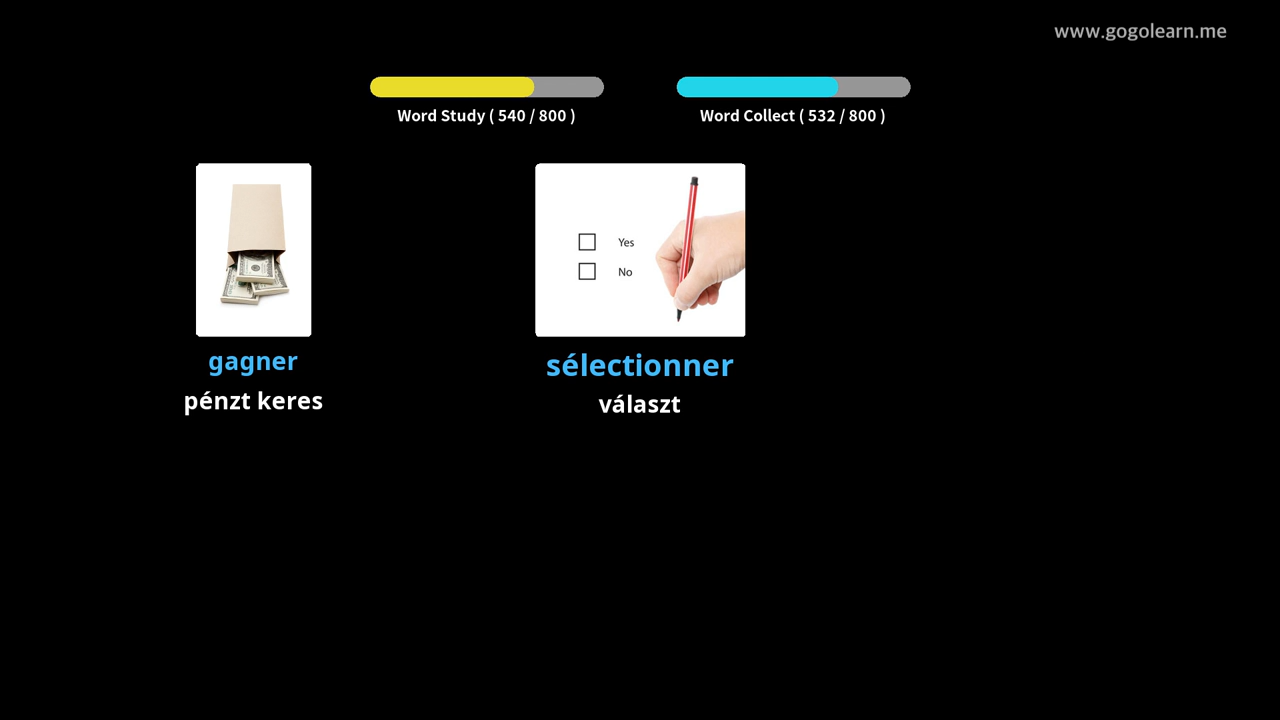 www.gogolearn.me
Word Study ( 540 / 800 )
Word Collect ( 532 / 800 )
Yes
No
gagner
pénzt keres
sélectionner
választ